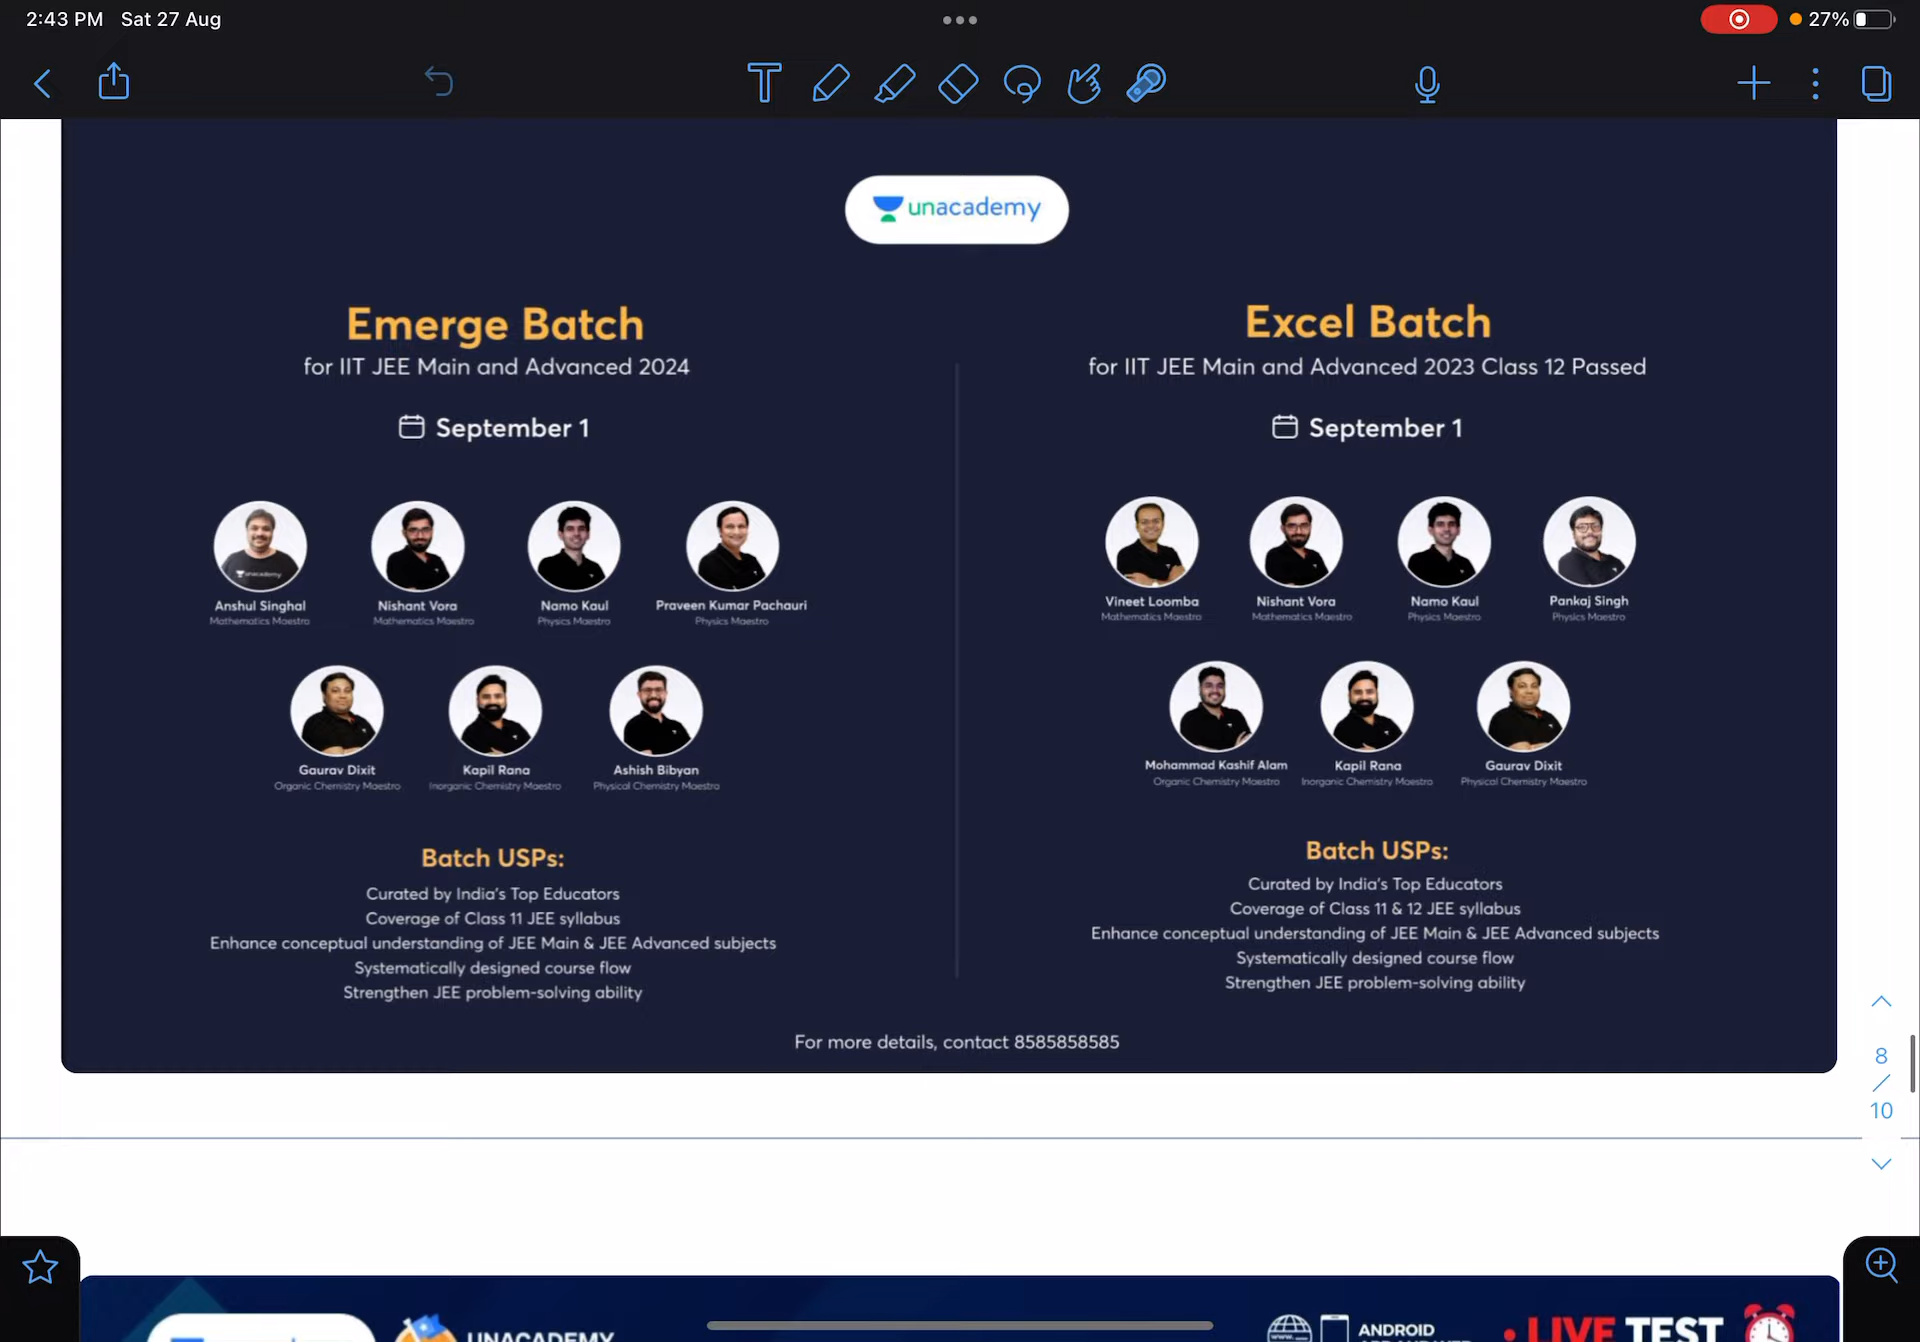 2:43 PM Sat 27 Aug
27%
unacademy
Emerge Batch
for IIT JEE Main and Advanced 2024
September 1
Anshul Singhal
Mathematics Maestro
Nishant Vora
Mathematics Maestro
Namo Kaul
Physics Maestro
Praveen Kumar Pachauri
Physics Maestro
Gaurav Dixit
Organic Chemistry Maestro
Kapil Rana
Inorganic Chemistry Maestro
Ashish Bibyan
Physical Chemistry Maestro
Batch USPs:
Curated by India's Top Educators
Coverage of Class 11 JEE syllabus
Enhance conceptual understanding of JEE Main & JEE Advanced subjects
Systematically designed course flow
Strengthen JEE problem-solving ability
Excel Batch
for IIT JEE Main and Advanced 2023 Class 12 Passed
September 1
Vineet Loomba
Mathematics Maestro
Nishant Vora
Mathematics Maestro
Namo Kaul
Physics Maestro
Pankaj Singh
Physics Maestro
Mohammad Kashif Alam
Organic Chemistry Maestro
Kapil Rana
Inorganic Chemistry Maestro
Gaurav Dixit
Physical Chemistry Maestro
Batch USPs:
Curated by India's Top Educators
Coverage of Class 11 & 12 JEE syllabus
Enhance conceptual understanding of JEE Main & JEE Advanced subjects
Systematically designed course flow
Strengthen JEE problem-solving ability
For more details, contact 8585858585
8
/
10
UNACADEMY
ANDROID
LIVE TEST